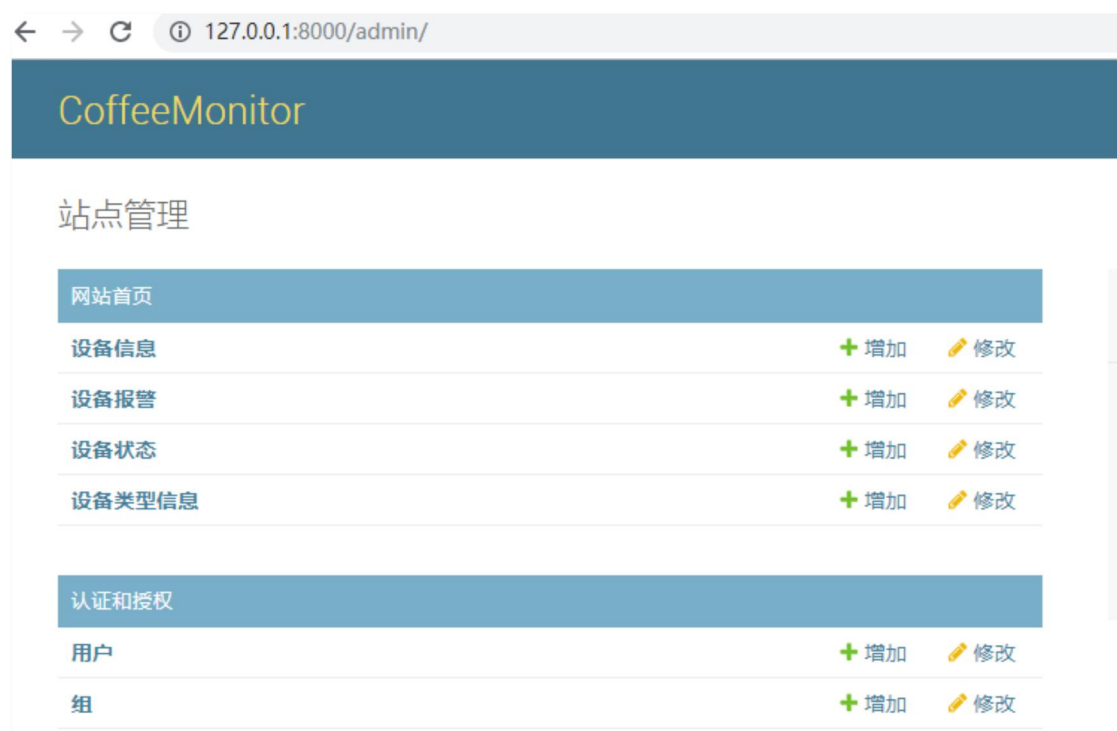 127.0.0.1:8000/admin/
CoffeeMonitor
站点管理
网站首页
设备信息 增加 修改
设备报警 增加 修改
设备状态 增加 修改
设备类型信息 增加 修改
认证和授权
用户 增加 修改
组 增加 修改